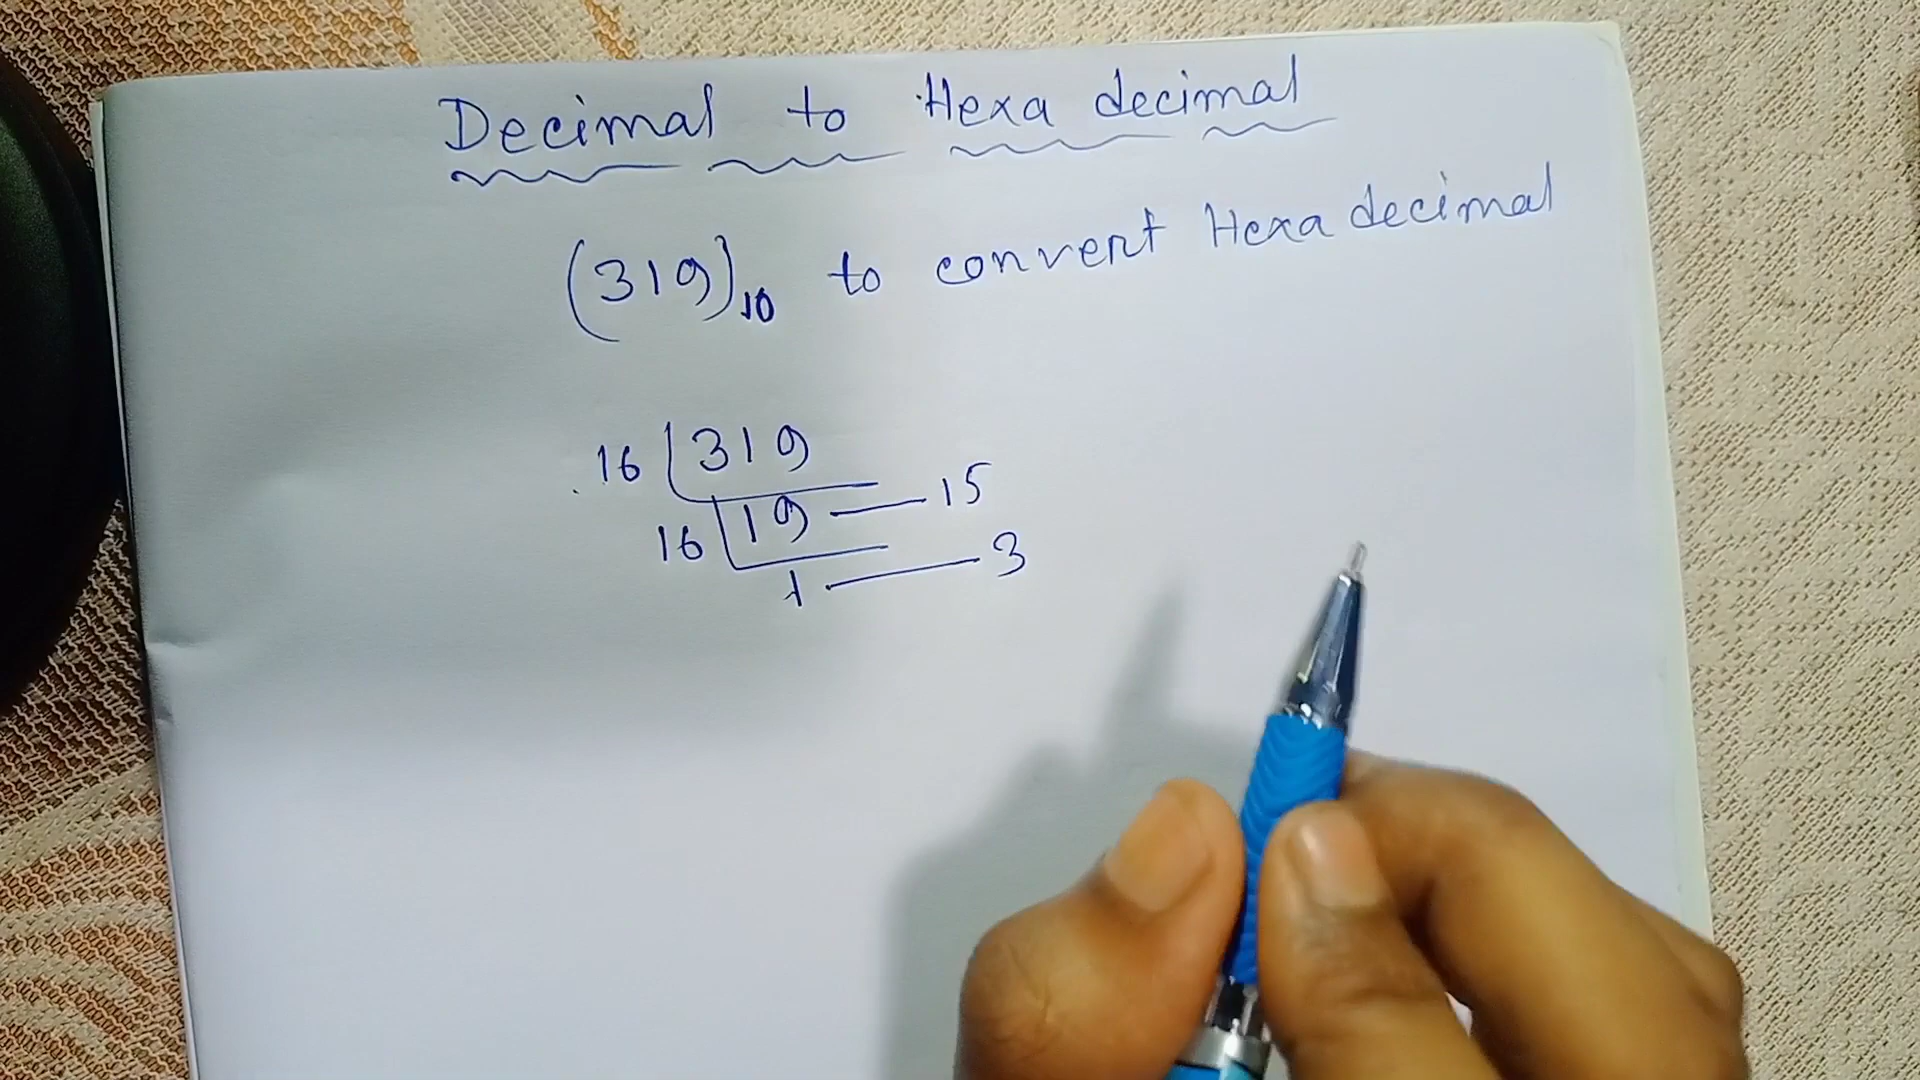 Decimal to Hexa decimal
(319)10 to convert Hexa decimal
16 | 319
16 | 19 — 15
1 — 3